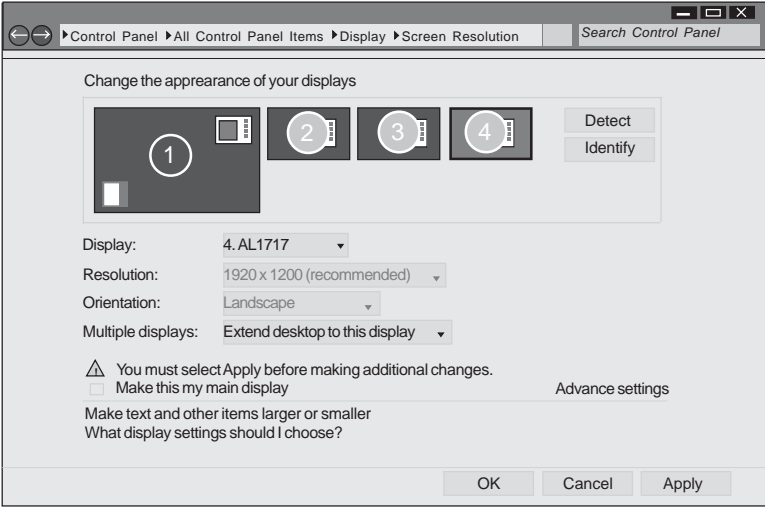 Control Panel All Control Panel Items Display Screen Resolution Search Control Panel
Change the apprearance of your displays
1 2 3 4
Detect
Identify
Display: 4. AL1717
Resolution: 1920 x 1200 (recommended)
Orientation: Landscape
Multiple displays: Extend desktop to this display
You must select Apply before making additional changes.
Make this my main display Advance settings
Make text and other items larger or smaller
What display settings should I choose?
OK Cancel Apply